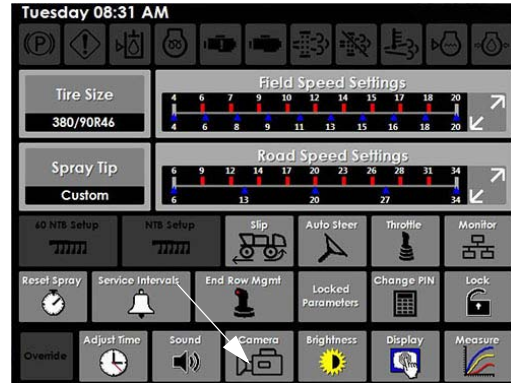 Tuesday 08:31 AM
Tire Size
380/90R46
Field Speed Settings
4 6 7 9 10 12 14 15 17 18 20
4 6 8 9 11 13 15 16 18 20
Spray Tip
Custom
Road Speed Settings
6 9 12 14 17 20 23 26 28 31 34
6 13 20 27 34
60 NTB Setup
NTB Setup
Slip
Auto Steer
Throttle
Monitor
Reset Spray
Service Intervals
End Row Mgmt
Locked
Parameters
Change PIN
Lock
Override
Adjust Time
Sound
Camera
Brightness
Display
Measure